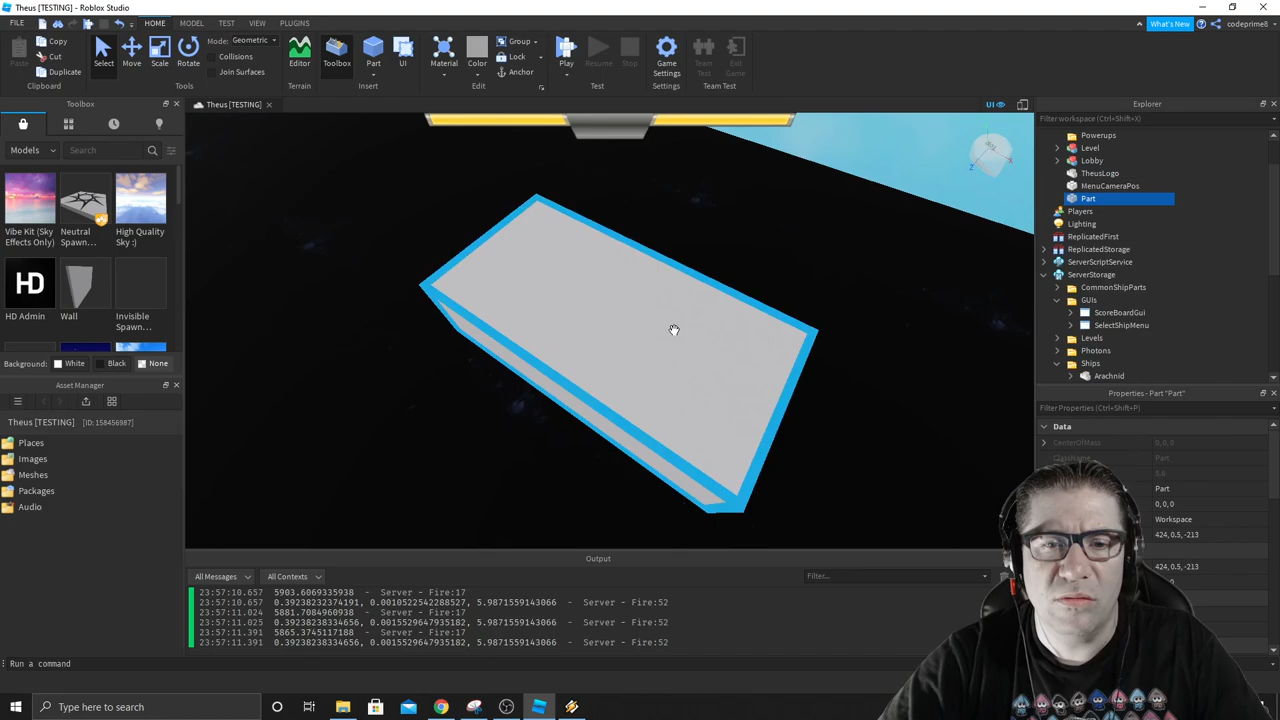 Theus [TESTING] - Roblox Studio
FILE HOME MODEL TEST VIEW PLUGINS What's New codeprime8
Paste Copy Cut Duplicate Clipboard
Select Move Scale Rotate Mode: Geometric Collisions Join Surfaces Tools
Editor Terrain
Toolbox Part UI Insert
Material Color Group Lock Anchor Edit
Play Resume Stop Test
Game Settings Settings
Team Test Exit Game Team Test
Toolbox
Models Search
Vibe Kit (Sky Effects Only)
Neutral Spawn...
High Quality Sky :)
HD
HD Admin
Wall
Invisible Spawn...
Background: White Black None
Asset Manager
Theus [TESTING] [ID:158456987]
Places
Images
Meshes
Packages
Audio
Theus [TESTING]
UI
X
Z
Output
All Messages All Contexts Filter...
23:57:10.657 5903.6069335938 - Server - Fire:17
23:57:10.657 0.39238232374191, 0.0010522542288527, 5.9871559143066 - Server - Fire:52
23:57:11.024 5881.7084960938 - Server - Fire:17
23:57:11.025 0.39238238334656, 0.0015529647935182, 5.9871559143066 - Server - Fire:52
23:57:11.391 5865.3745117188 - Server - Fire:17
23:57:11.391 0.39238238334656, 0.0015529647935182, 5.9871559143066 - Server - Fire:52
Run a command
Explorer
Filter workspace (Ctrl+Shift+X)
Powerups
Level
Lobby
TheusLogo
MenuCameraPos
Part
Players
Lighting
ReplicatedFirst
ReplicatedStorage
ServerScriptService
ServerStorage
CommonShipParts
GUIs
ScoreBoardGui
SelectShipMenu
Levels
Photons
Ships
Arachnid
Properties - Part "Part"
Filter Properties (Ctrl+Shift+P)
Data
CenterOfMass 0, 0, 0
ClassName Part
Part
0, 0, 0
Workspace
424, 0.5, -213
424, 0.5, -213
Type here to search